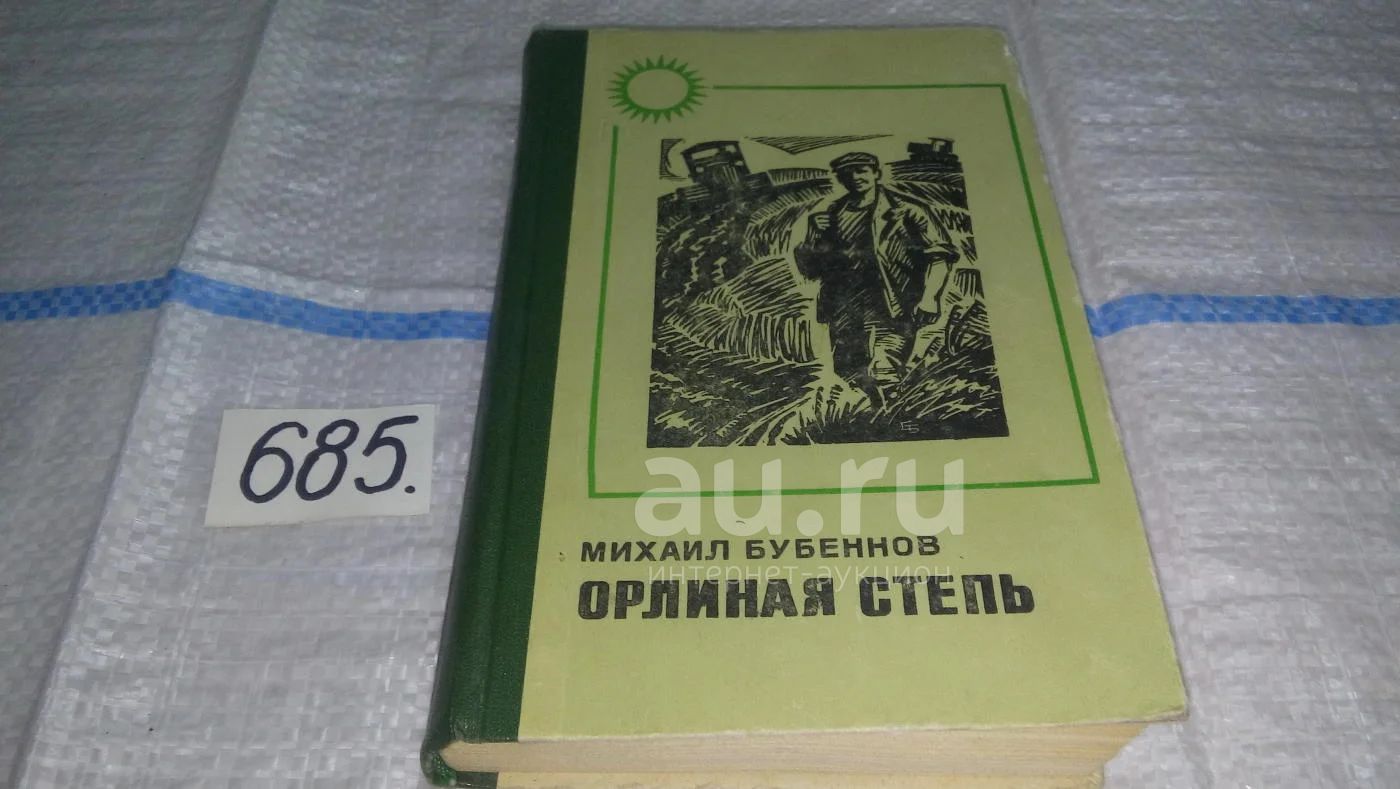 685.
au.ru
МИХАИЛ БУБЕННОВ
интернет-аукцион
ОРЛИНАЯ СТЕПЬ